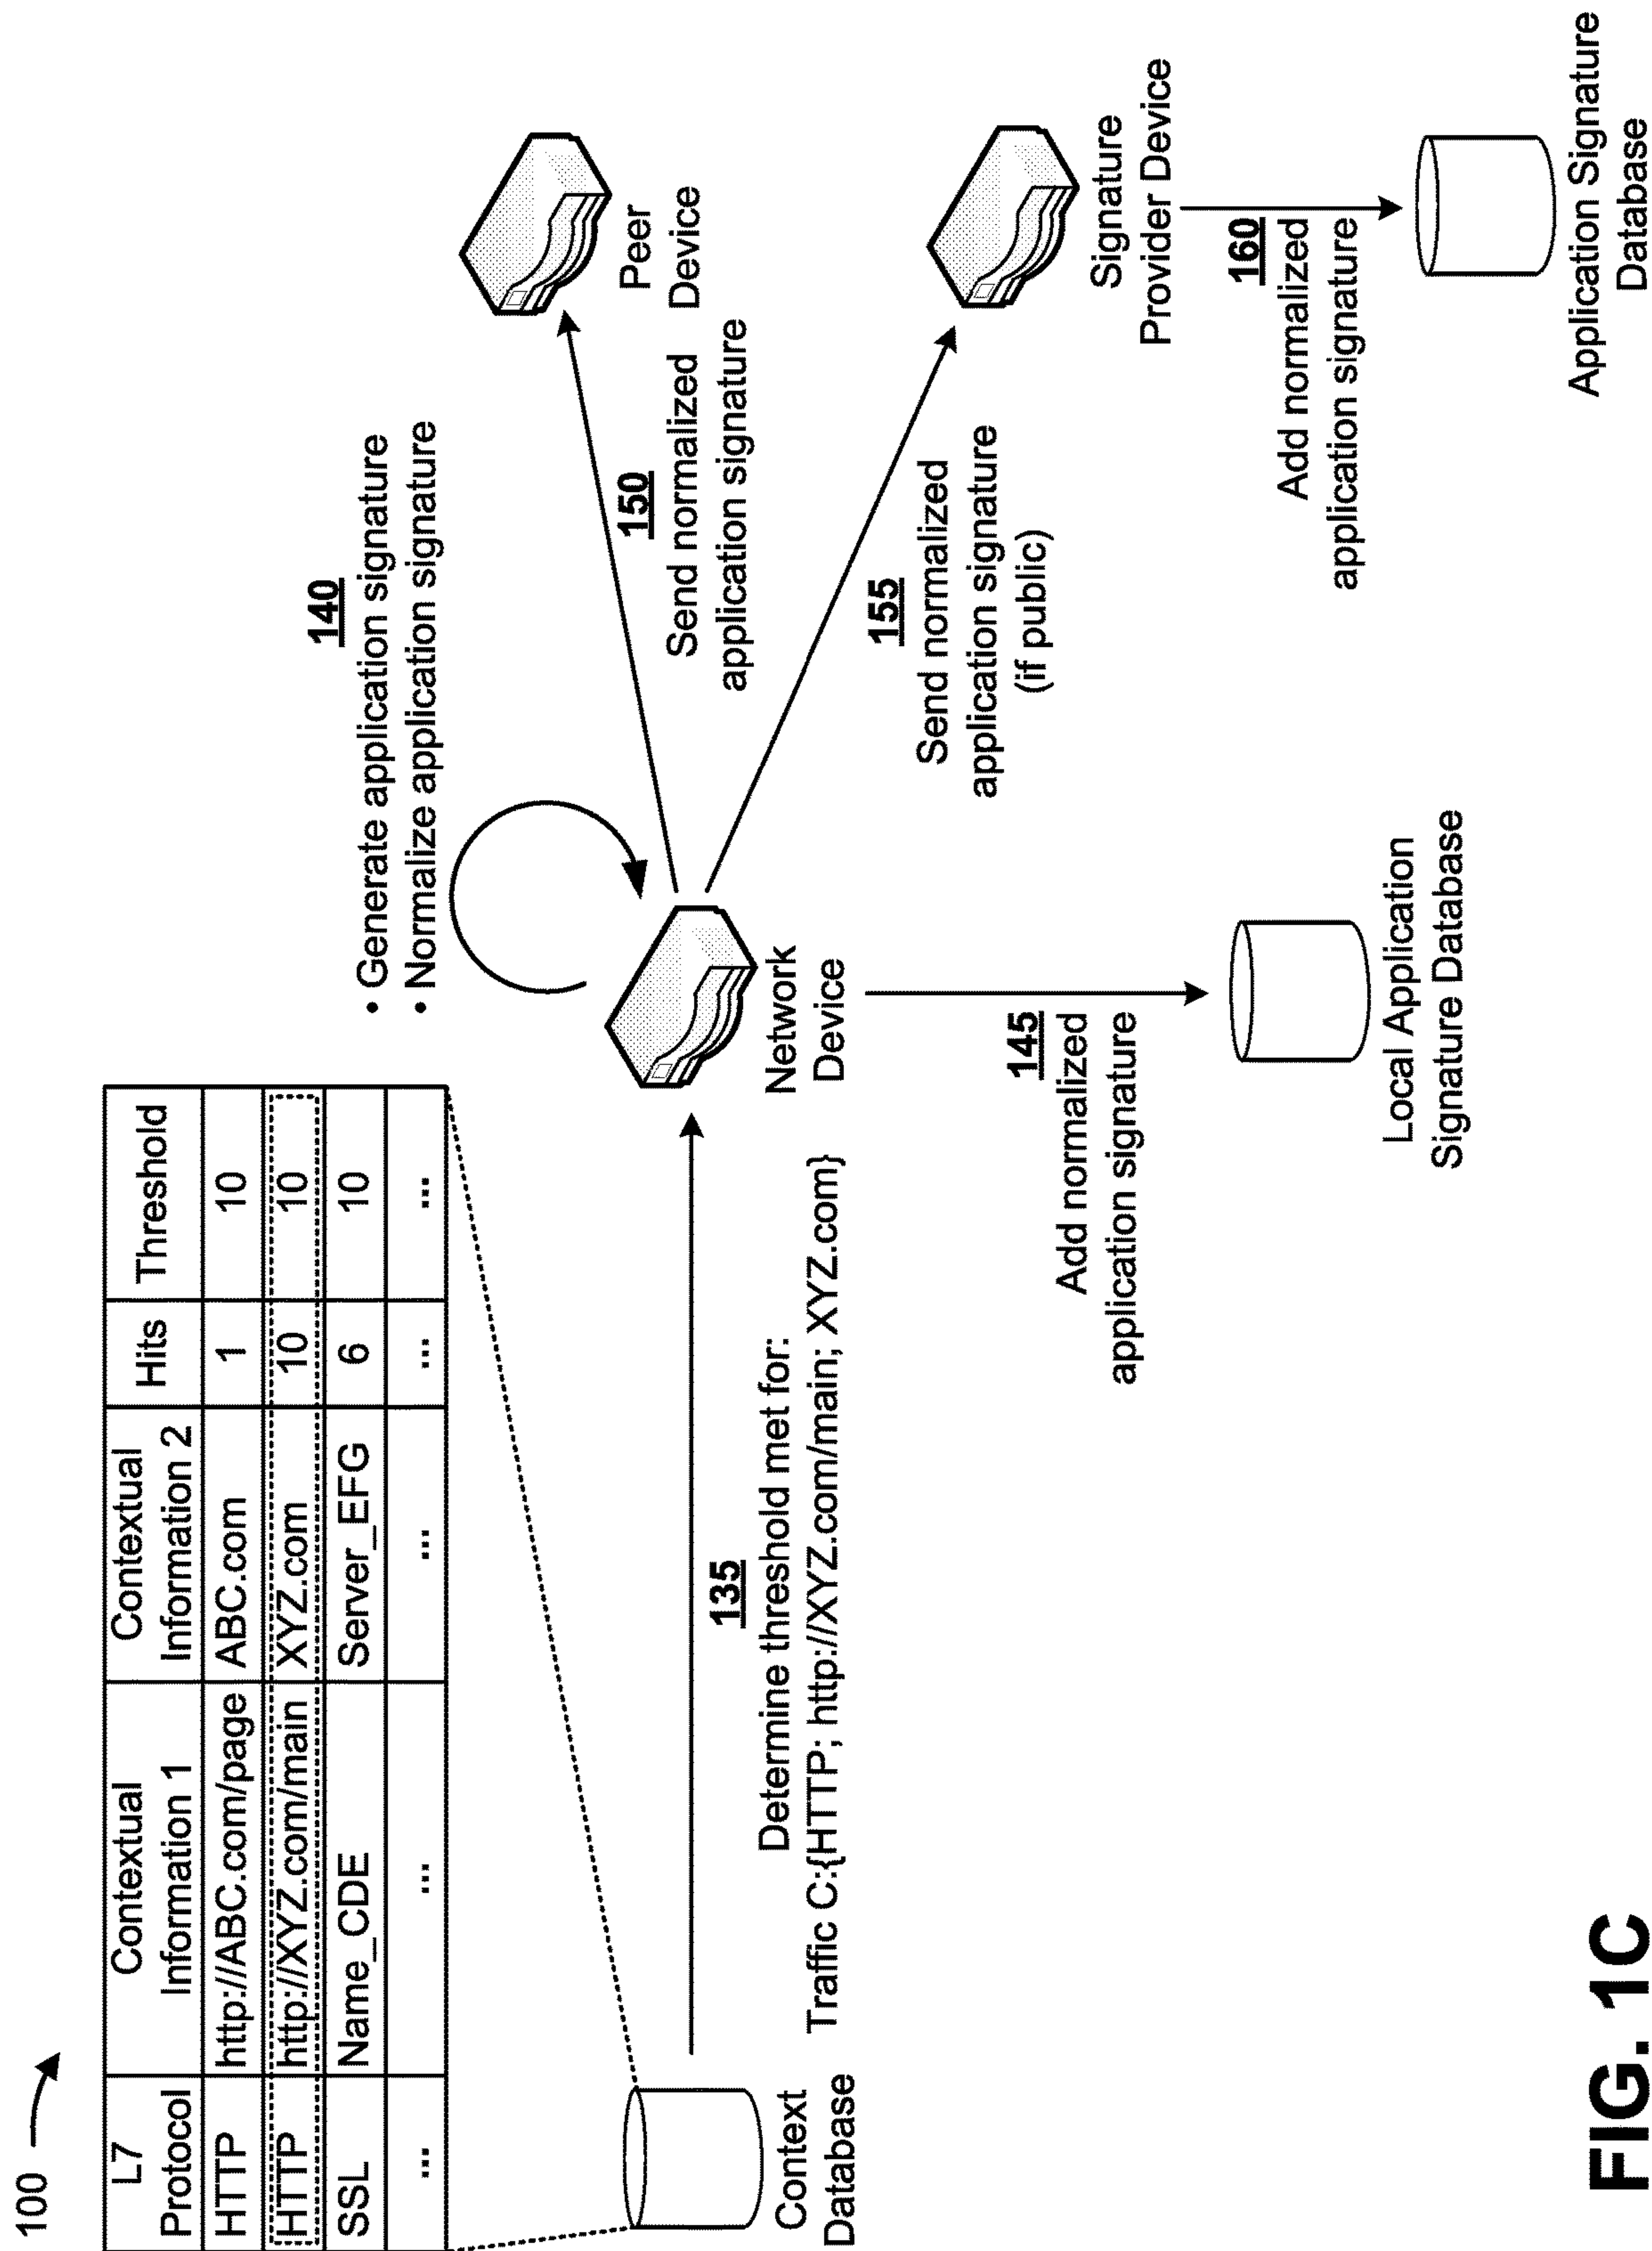 100
L7 Protocol | Contextual Information 1 | Contextual Information 2 | Hits | Threshold
HTTP | http://ABC.com/page | ABC.com | 1 | 10
HTTP | http://XYZ.com/main | XYZ.com | 10 | 10
SSL | Name_CDE | Server_EFG | 6 | 10
... | ... | ... | ... | ...
Context
Database
135
Determine threshold met for:
Traffic C:{HTTP; http://XYZ.com/main; XYZ.com}
Network
Device
140
• Generate application signature
• Normalize application signature
145
Add normalized
application signature
Local Application
Signature Database
150
Send normalized
application signature
Peer
Device
155
Send normalized
application signature
(if public)
Signature
Provider Device
160
Add normalized
application signature
Application Signature
Database
FIG. 1C